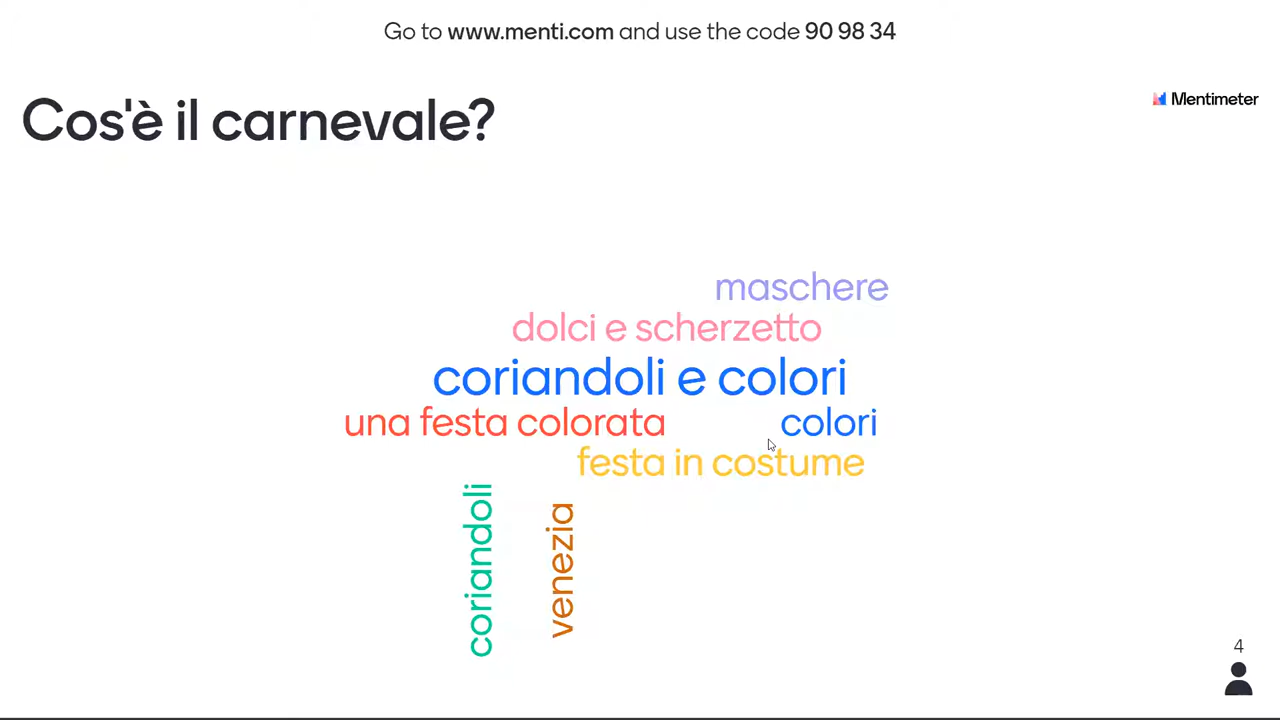 Go to www.menti.com and use the code 90 98 34
Cos'è il carnevale?
Mentimeter
maschere
dolci e scherzetto
coriandoli e colori
una festa colorata
colori
festa in costume
coriandoli
venezia
4